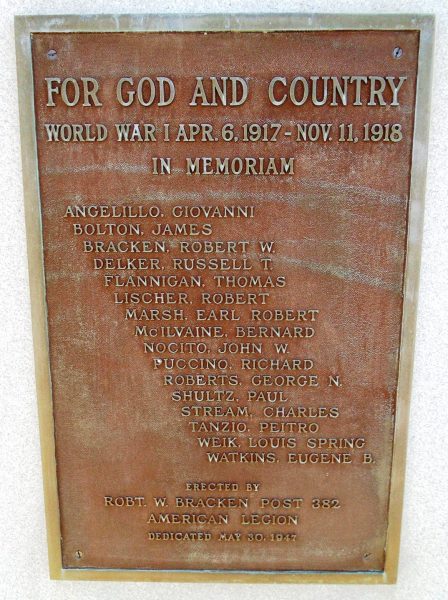 FOR GOD AND COUNTRY
WORLD WAR I APR. 6, 1917 - NOV. 11, 1918
IN MEMORIAM
ANGELILLO, GIOVANNI
BOLTON, JAMES
BRACKEN, ROBERT W.
DELKER, RUSSELL T.
FLANNIGAN, THOMAS
LISCHER, ROBERT
MARSH, EARL ROBERT
McILVAINE, BERNARD
NOCITO, JOHN W.
PUCCINO, RICHARD
ROBERTS, GEORGE N.
SHULTZ, PAUL
STREAM, CHARLES
TANZIO, PEITRO
WEIK, LOUIS SPRING
WATKINS, EUGENE B.
ERECTED BY
ROBT. W. BRACKEN POST 382
AMERICAN LEGION
DEDICATED MAY 30, 1947